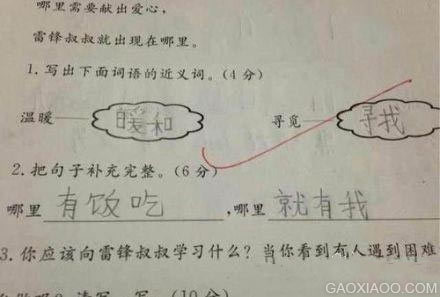 哪里需要献出爱心,
雷锋叔叔就出现在哪里。
1.写出下面词语的近义词。(4分)
温暖 暖和 寻觅 寻找
2.把句子补充完整。(6分)
哪里 有饭吃 ,哪里 就有我
3.你应该向雷锋叔叔学习什么?当你看到有人遇到困难
写一写。(10分)
GAOXIAOO.COM